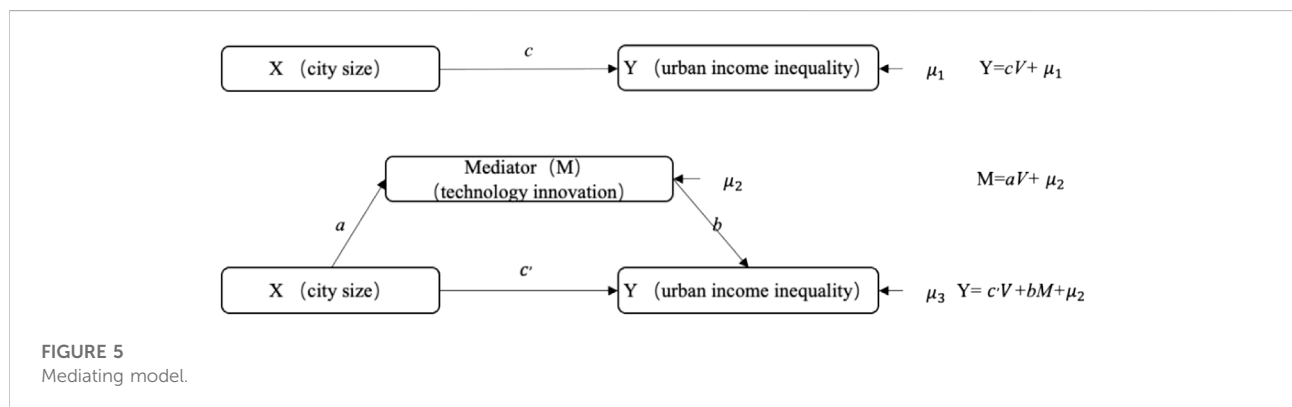 c
X （city size） Y （urban income inequality） μ₁ Y=cV+ μ₁
Mediator （M）
（technology innovation） μ₂ M=aV+ μ₂
a b
c'
X （city size） Y （urban income inequality） μ₃ Y= c'V+bM+μ₂
FIGURE 5
Mediating model.